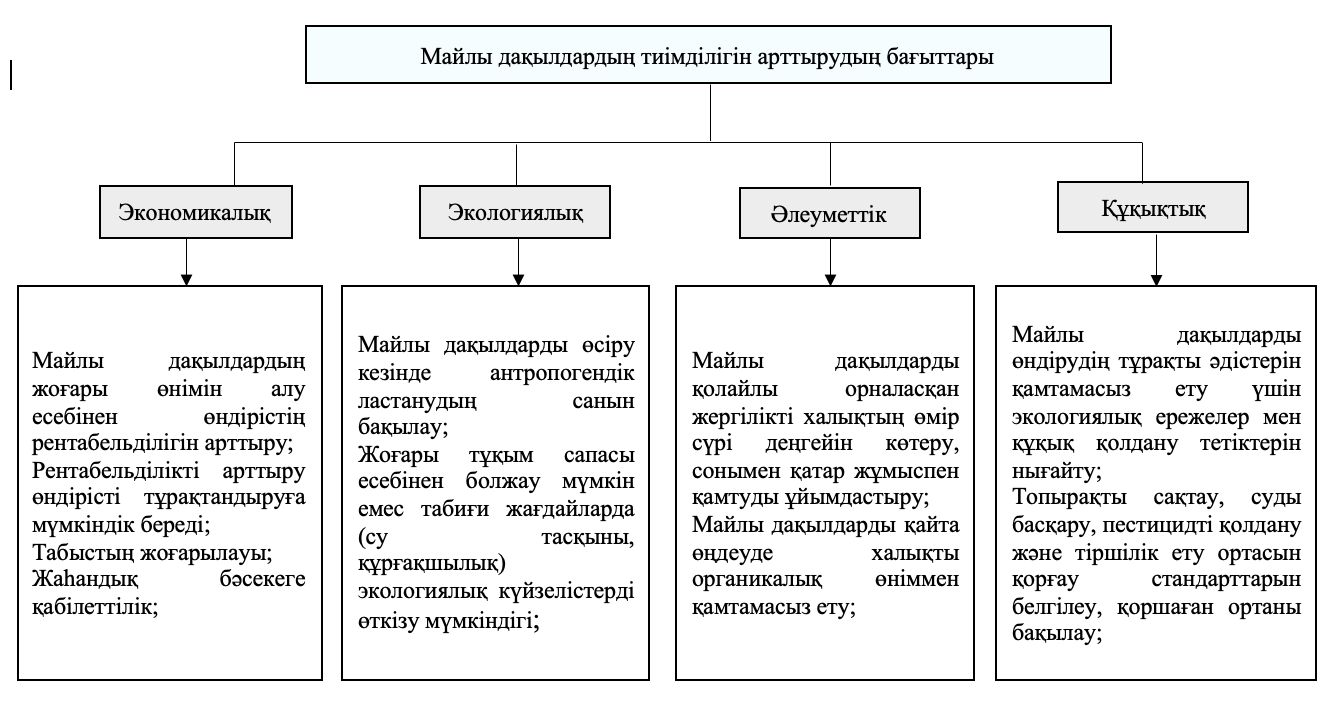 Майлы дақылдардың тиімділігін арттырудың бағыттары
Экономикалық
Экологиялық
Әлеуметтік
Құқықтық
Майлы дақылдардың
жоғары өнімін алу
есебінен өндірістің
рентабельділігін арттыру;
Рентабельділікті арттыру
өндірісті тұрақтандыруға
мүмкіндік береді;
Табыстың жоғарылауы;
Жаһандық бәсекеге
қабілеттілік;
Майлы дақылдарды өсіру
кезінде антропогендік
ластанудың санын
бақылау;
Жоғары тұқым сапасы
есебінен болжау мүмкін
емес табиғи жағдайларда
(су тасқыны,
құрғақшылық)
экологиялық күйзелістерді
өткізу мүмкіндігі;
Майлы дақылдарды
қолайлы орналасқан
жергілікті халықтың өмір
сүрі деңгейін көтеру,
сонымен қатар жұмыспен
қамтуды ұйымдастыру;
Майлы дақылдарды қайта
өңдеуде халықты
органикалық өніммен
қамтамасыз ету;
Майлы дақылдарды
өндірудің тұрақты әдістерін
қамтамасыз ету үшін
экологиялық ережелер мен
құқық қолдану тетіктерін
нығайту;
Топырақты сақтау, суды
басқару, пестицидті қолдану
және тіршілік ету ортасын
қорғау стандарттарын
белгілеу, қоршаған ортаны
бақылау;